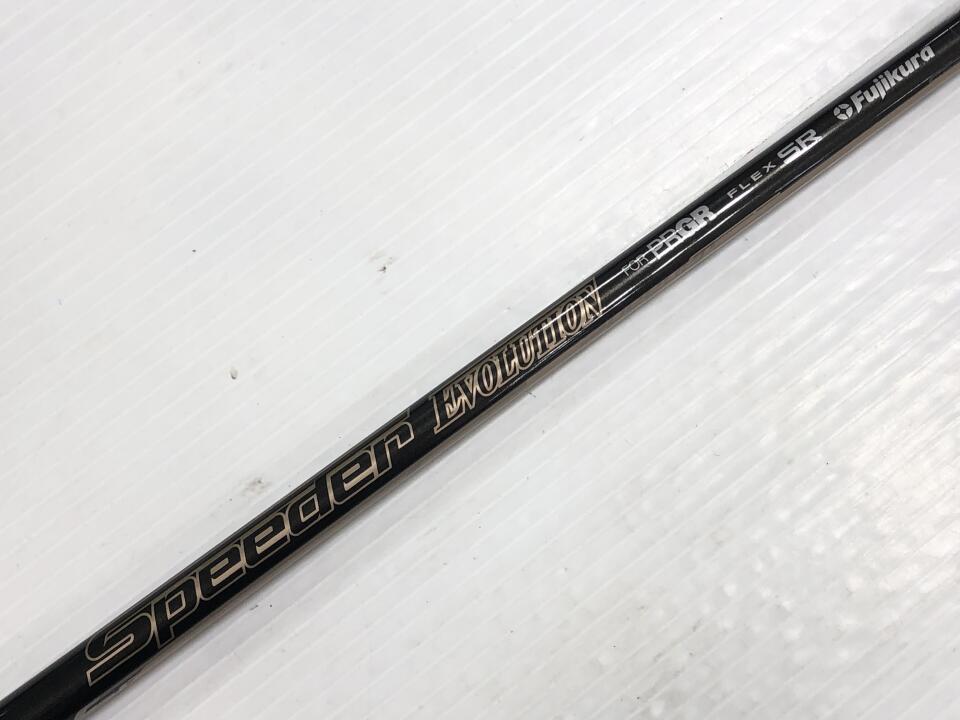 Speeder EVOLUTION FOR PRGR FLEX SR Fujikura